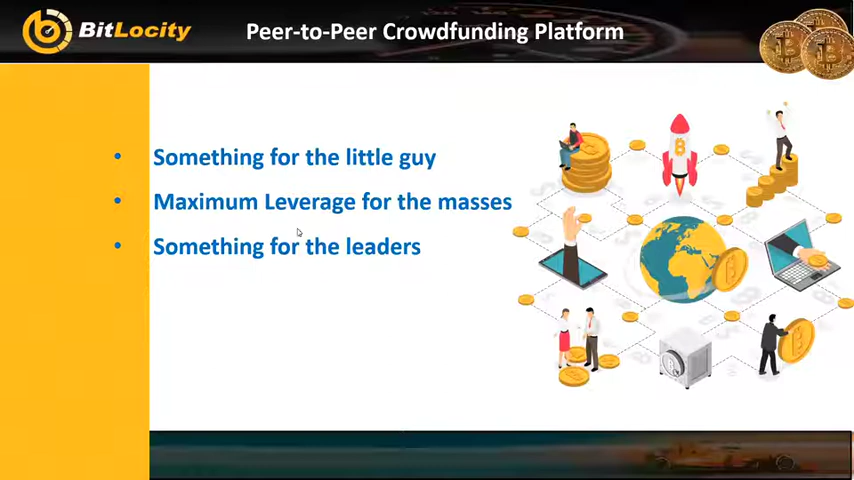 BitLocity
Peer-to-Peer Crowdfunding Platform
• Something for the little guy
• Maximum Leverage for the masses
• Something for the leaders